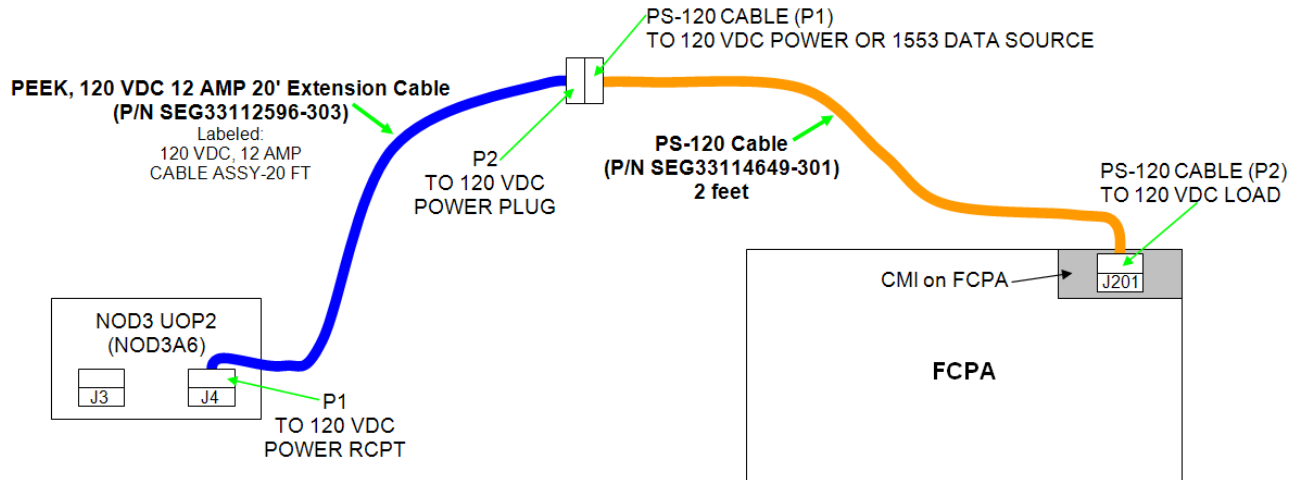 PS-120 CABLE (P1)
TO 120 VDC POWER OR 1553 DATA SOURCE
PEEK, 120 VDC 12 AMP 20' Extension Cable
(P/N SEG33112596-303)
Labeled:
120 VDC, 12 AMP
CABLE ASSY-20 FT
P2
TO 120 VDC
POWER PLUG
PS-120 Cable
(P/N SEG33114649-301)
2 feet
PS-120 CABLE (P2)
TO 120 VDC LOAD
CMI on FCPA
J201
FCPA
NOD3 UOP2
(NOD3A6)
J3
J4
P1
TO 120 VDC
POWER RCPT